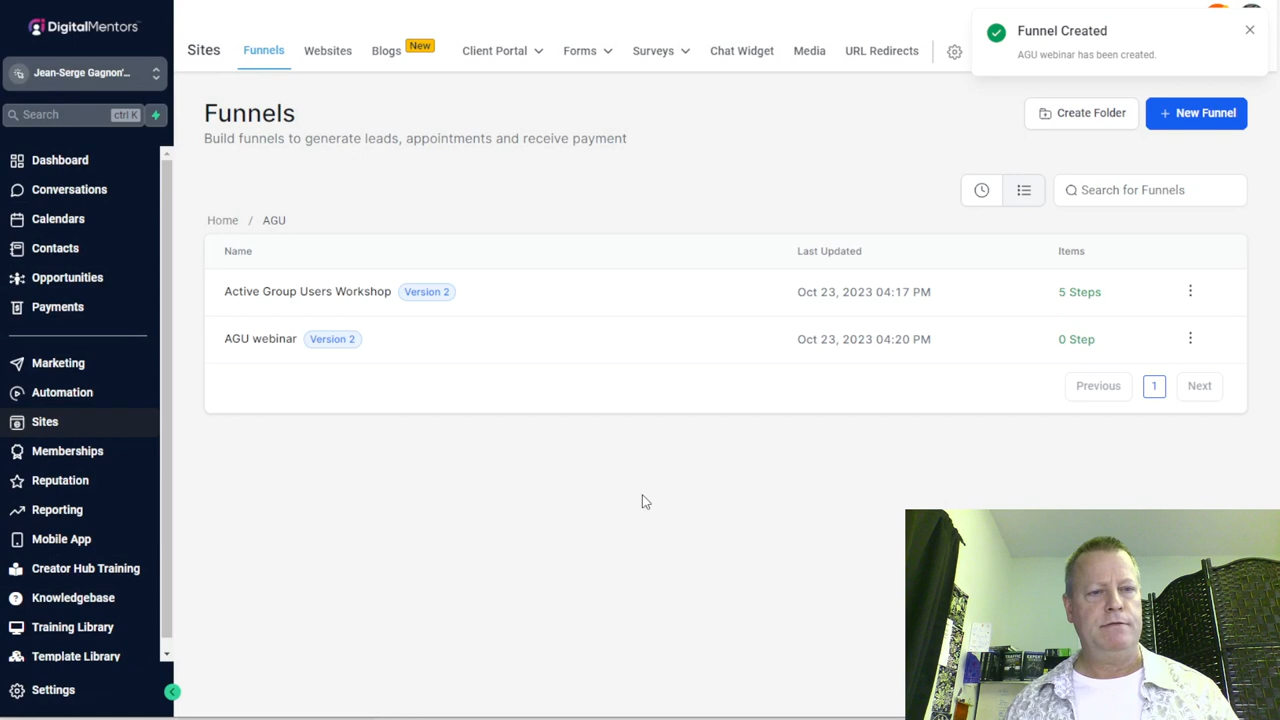 DigitalMentors
Jean-Serge Gagnon'...
Search
ctrl K
Dashboard
Conversations
Calendars
Contacts
Opportunities
Payments
Marketing
Automation
Sites
Memberships
Reputation
Reporting
Mobile App
Creator Hub Training
Knowledgebase
Training Library
Template Library
Settings
Sites
Funnels
Websites
Blogs
New
Client Portal
Forms
Surveys
Chat Widget
Media
URL Redirects
Funnel Created
AGU webinar has been created.
Funnels
Build funnels to generate leads, appointments and receive payment
Create Folder
+ New Funnel
Search for Funnels
Home / AGU
Name Last Updated Items
Active Group Users Workshop Version 2 Oct 23, 2023 04:17 PM 5 Steps
AGU webinar Version 2 Oct 23, 2023 04:20 PM 0 Step
Previous 1 Next